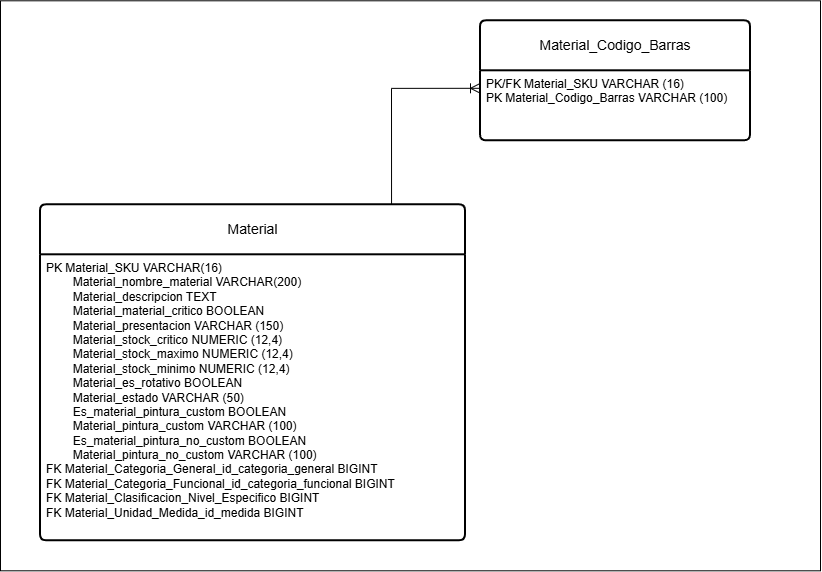 Material_Codigo_Barras
PK/FK Material_SKU VARCHAR (16)
PK Material_Codigo_Barras VARCHAR (100)
Material
PK Material_SKU VARCHAR(16)
Material_nombre_material VARCHAR(200)
Material_descripcion TEXT
Material_material_critico BOOLEAN
Material_presentacion VARCHAR (150)
Material_stock_critico NUMERIC (12,4)
Material_stock_maximo NUMERIC (12,4)
Material_stock_minimo NUMERIC (12,4)
Material_es_rotativo BOOLEAN
Material_estado VARCHAR (50)
Es_material_pintura_custom BOOLEAN
Material_pintura_custom VARCHAR (100)
Es_material_pintura_no_custom BOOLEAN
Material_pintura_no_custom VARCHAR (100)
FK Material_Categoria_General_id_categoria_general BIGINT
FK Material_Categoria_Funcional_id_categoria_funcional BIGINT
FK Material_Clasificacion_Nivel_Especifico BIGINT
FK Material_Unidad_Medida_id_medida BIGINT